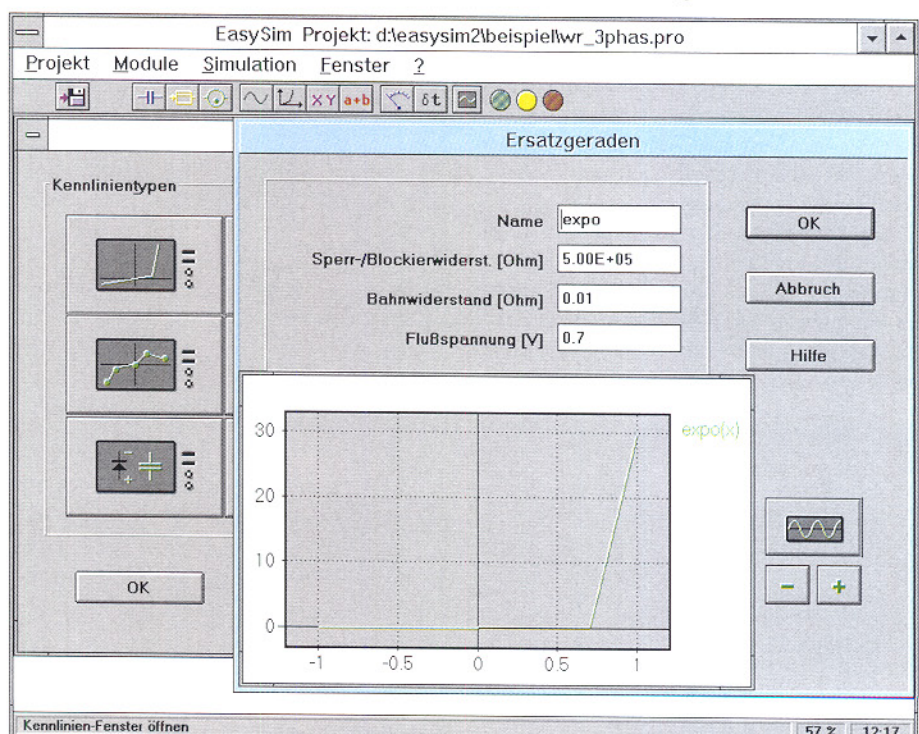 EasySim Projekt: d:\easysim2\beispiel\wr_3phas.pro
Projekt Module Simulation Fenster ?
XY a+b δt
Ersatzgeraden
Kennlinientypen
Name expo
Sperr-/Blockierwiderst. [Ohm] 5.00E+05
Bahnwiderstand [Ohm] 0.01
Flußspannung [V] 0.7
OK
Abbruch
Hilfe
expo(x)
30
20
10
0
-1 -0.5 0 0.5 1
- +
OK
Kennlinien-Fenster öffnen
57 % 12:17